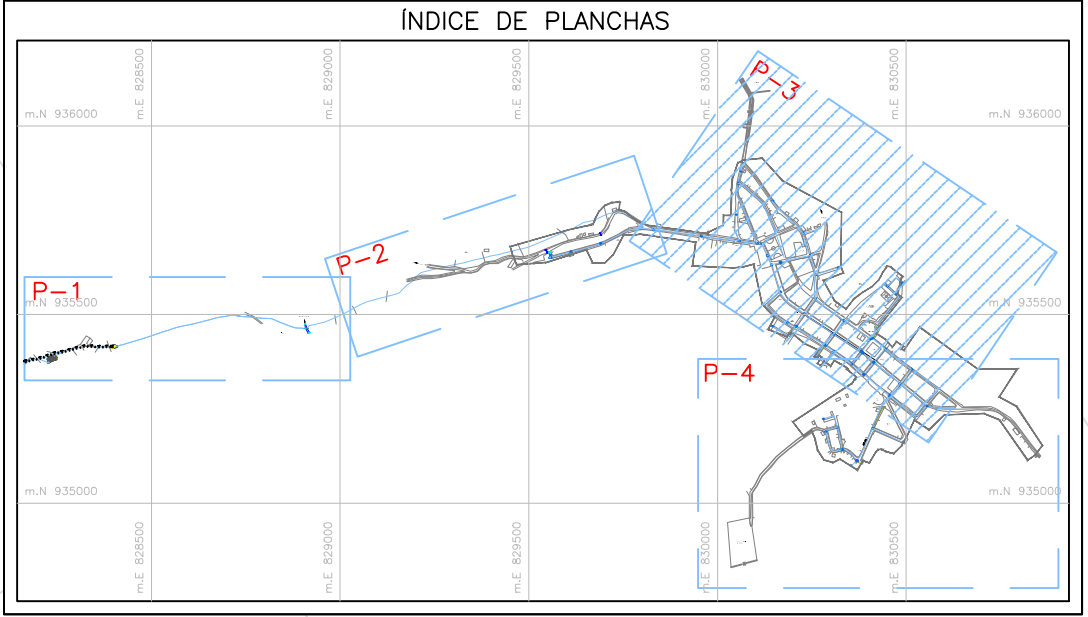 ÍNDICE DE PLANCHAS
m.E 828500
m.E 829000
m.E 829500
m.E 830000
m.E 830500
P-3
m.N 936000
m.N 936000
P-2
P-1
m.N 935500
m.N 935500
P-4
m.N 935000
m.N 935000
m.E 828500
m.E 829000
m.E 829500
m.E 830000
m.E 830500